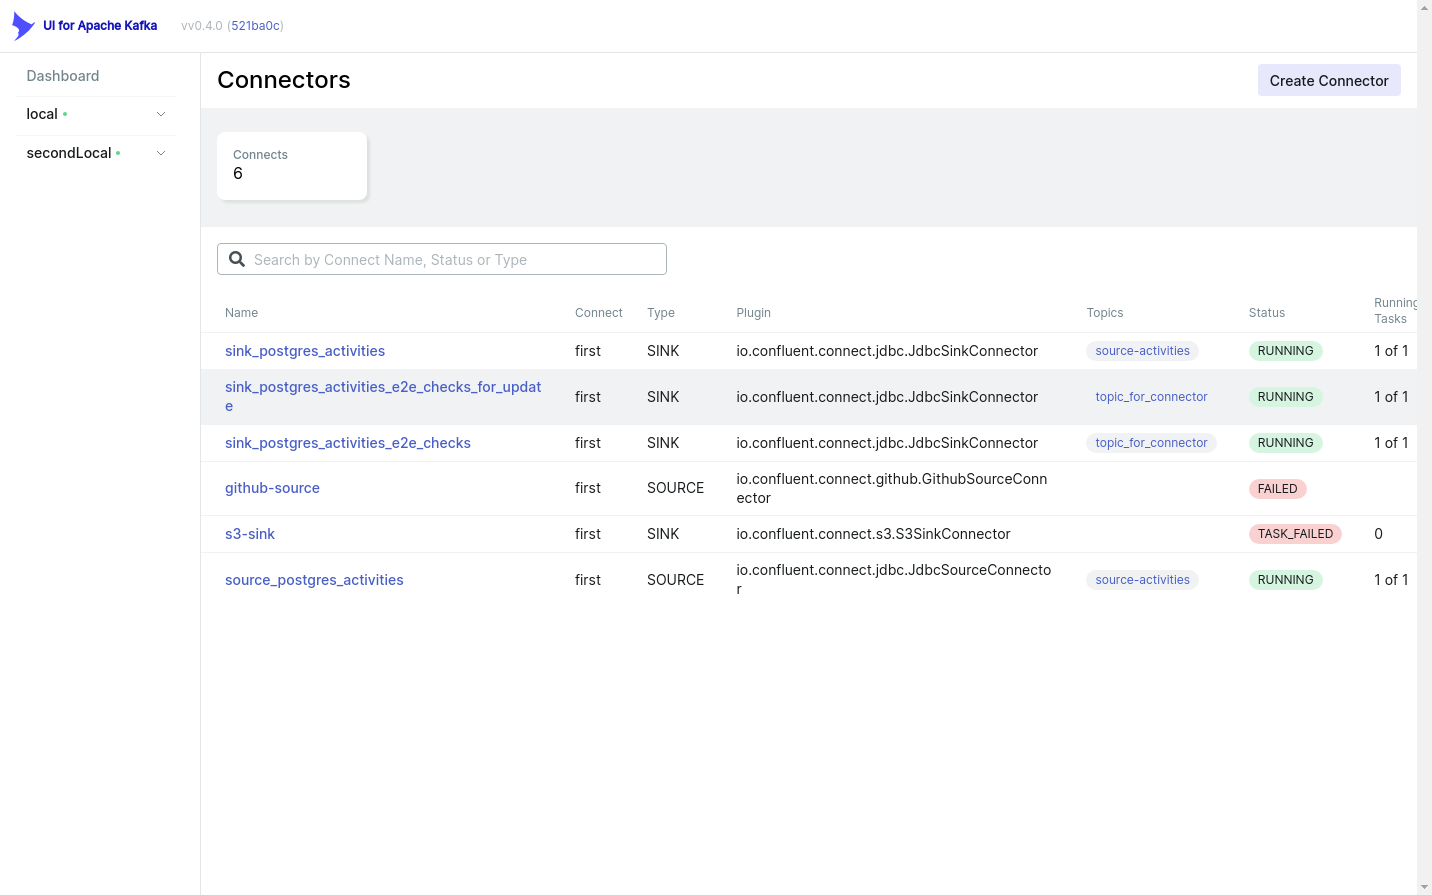 UI for Apache Kafka
vv0.4.0 (521ba0c)
Dashboard
local
secondLocal
Connectors
Create Connector
Connects
6
Search by Connect Name, Status or Type
Name Connect Type Plugin Topics Status Running Tasks
sink_postgres_activities first SINK io.confluent.connect.jdbc.JdbcSinkConnector source-activities RUNNING 1 of 1
sink_postgres_activities_e2e_checks_for_updat
e
first SINK io.confluent.connect.jdbc.JdbcSinkConnector topic_for_connector RUNNING 1 of 1
sink_postgres_activities_e2e_checks first SINK io.confluent.connect.jdbc.JdbcSinkConnector topic_for_connector RUNNING 1 of 1
github-source first SOURCE io.confluent.connect.github.GithubSourceConn
ector
FAILED
s3-sink first SINK io.confluent.connect.s3.S3SinkConnector TASK_FAILED 0
source_postgres_activities first SOURCE io.confluent.connect.jdbc.JdbcSourceConnecto
r
source-activities RUNNING 1 of 1